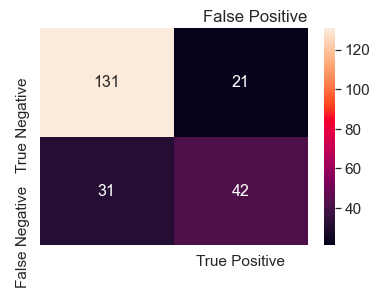 False Positive
True Negative
False Negative
131
21
31
42
True Positive
120
100
80
60
40